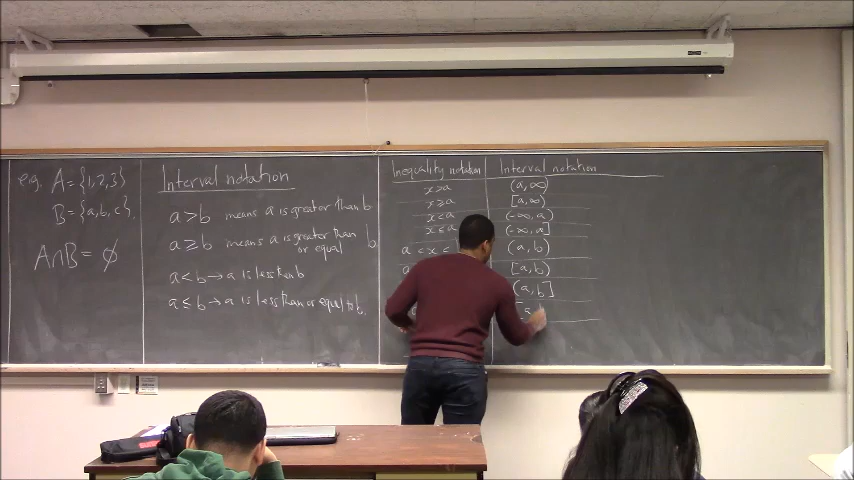 e.g. A = {1,2,3}
B = {a,b,c},
A∩B = ∅
Interval notation
a>b means a is greater than b
a≥b means a is greater than b
or equal
a<b → a is less than b
a ≤ b → a is less than or equal to b.
Inequality notation Interval notation
x>a (a,∞)
x≥a [a,∞)
x<a (-∞,a)
x≤a (-∞,a]
a < x < (a,b)
a [a,b)
(a,b]
[a